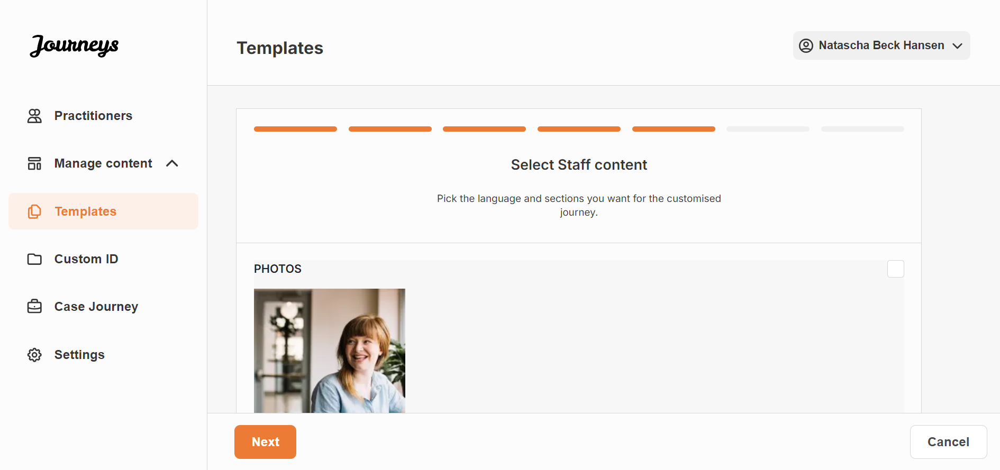 Journeys
Templates
Natascha Beck Hansen
Practitioners
Manage content
Templates
Custom ID
Case Journey
Settings
Select Staff content
Pick the language and sections you want for the customised
journey.
PHOTOS
Next
Cancel